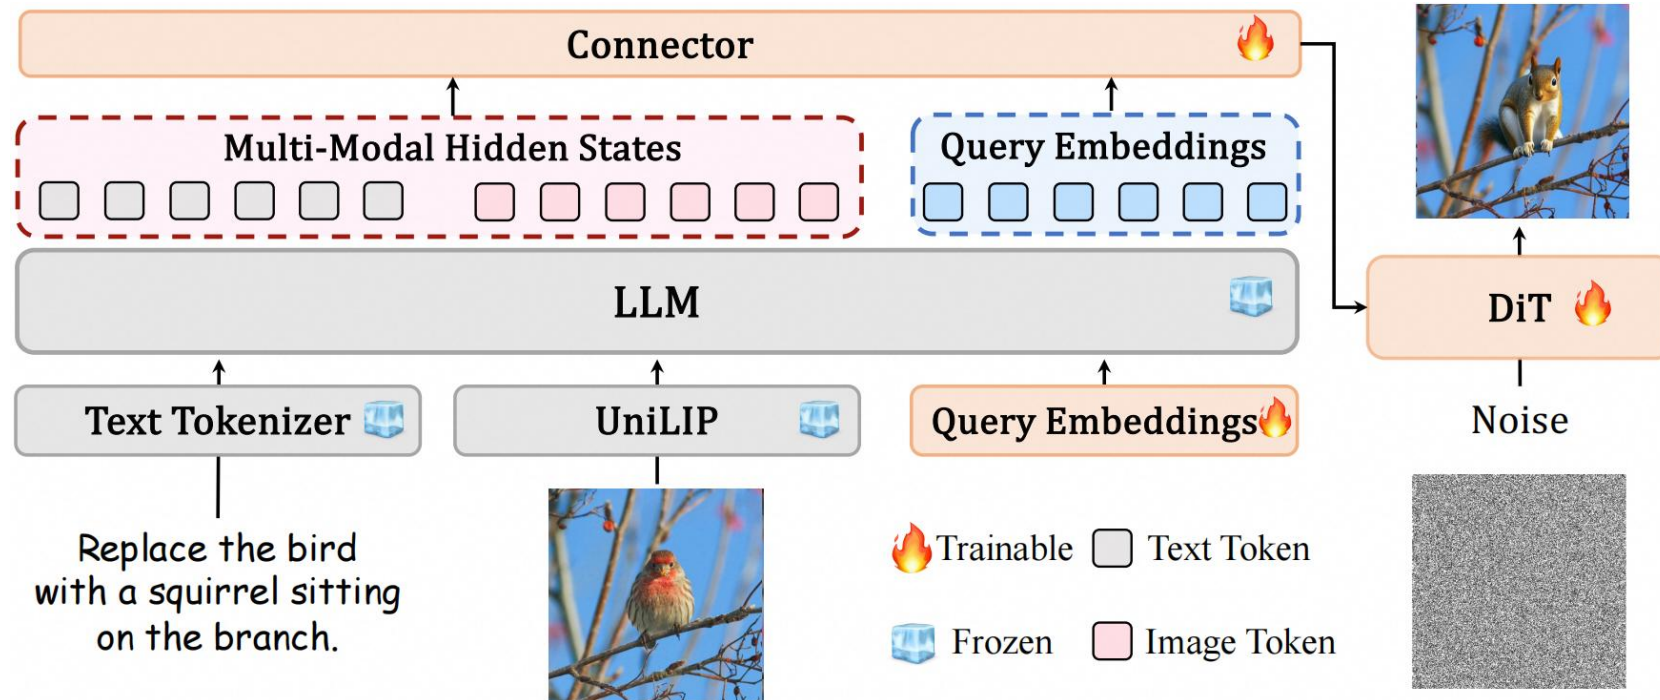 Connector
Multi-Modal Hidden States
Query Embeddings
LLM
DiT
Text Tokenizer
UniLIP
Query Embeddings
Noise
Replace the bird
with a squirrel sitting
on the branch.
Trainable
Text Token
Frozen
Image Token